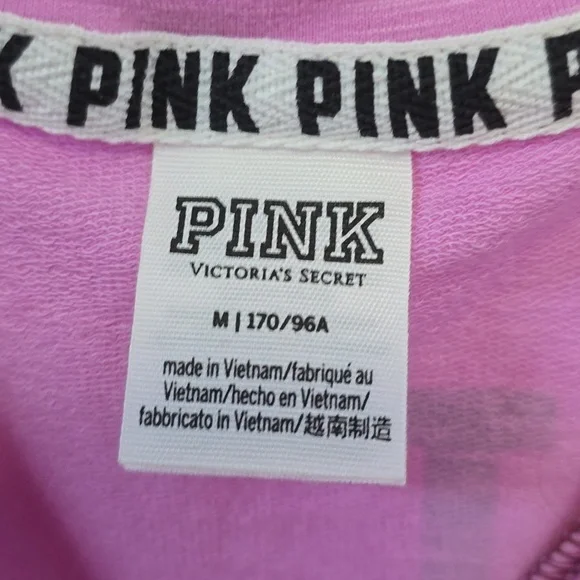 K PINK PINK P
PINK
VICTORIA'S SECRET
M | 170/96A
made in Vietnam/fabriqué au
Vietnam/hecho en Vietnam/
fabbricato in Vietnam/越南制造